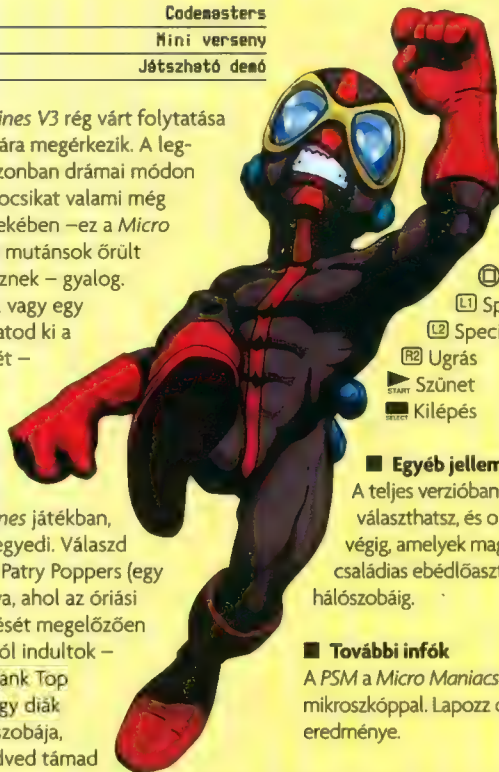 Codemasters
Mini verseny
Játszható demó
ines V3 rég várt folytatása
ára megérkezik. A leg-
zonban drámai módon
ocsikat valami még
ekében –ez a Micro
mutánsok őrült
znek – gyalog.
vagy egy
atod ki a
ét –
ines játékban,
egyedi. Válaszd
Patry Poppers (egy
va, ahol az óriási
ését megelőzően
ól indultok –
ank Top
gy diák
szobája,
dved támad
L1 Sp
L2 Speci
R2 Ugrás
START Szünet
SELECT Kilépés
■ Egyéb jellem
A teljes verzióban
választhatsz, és o
végig, amelyek mag
családias ebédlőaszt
hálószobáig.
■ További infók
A PSM a Micro Maniacs
mikroszkóppal. Lapozz
eredménye.